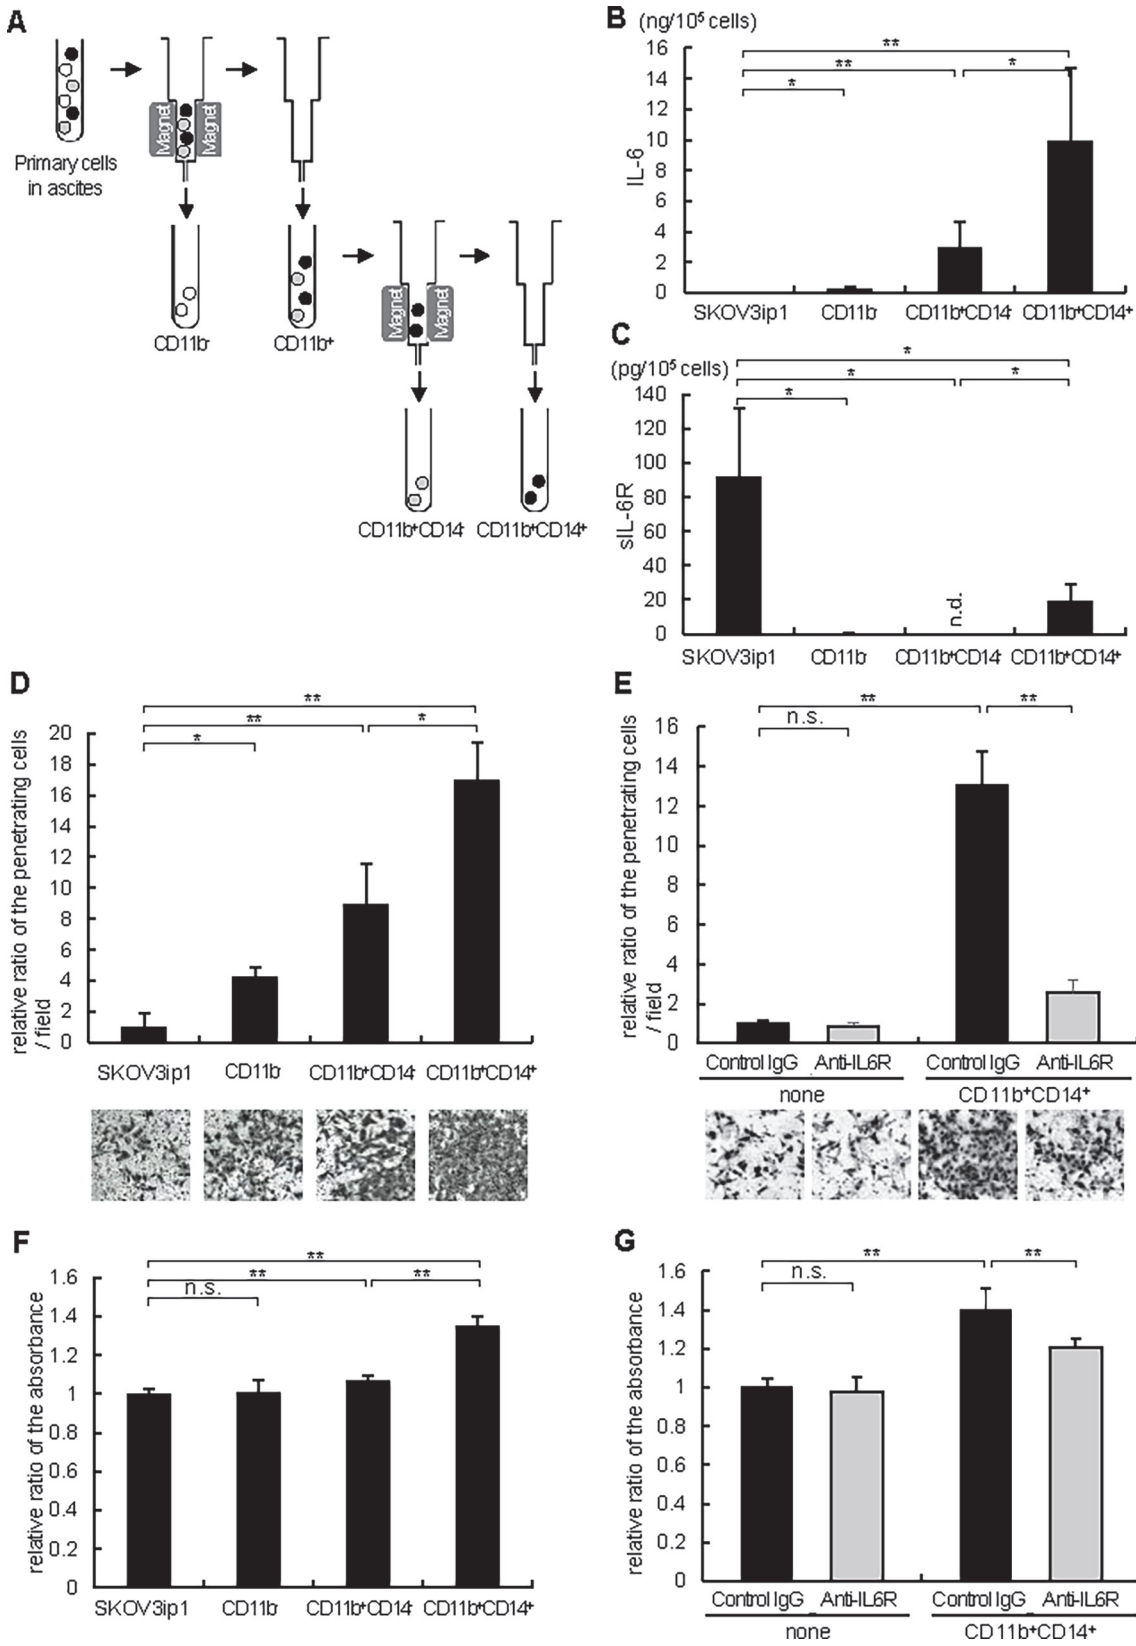 A
Magnet
Magnet
Primary cells
in ascites
CD11b-
CD11b+
Magnet
Magnet
CD11b+CD14-
CD11b+CD14+
B
(ng/10⁵ cells)
IL-6
16
14
12
10
8
6
4
2
0
**
**
*
*
SKOV3ip1 CD11b- CD11b+CD14- CD11b+CD14+
C
(pg/10⁵ cells)
sIL-6R
140
120
100
80
60
40
20
0
*
*
*
*
n.d.
SKOV3ip1 CD11b- CD11b+CD14- CD11b+CD14+
D
relative ratio of the penetrating cells
/ field
20
18
16
14
12
10
8
6
4
2
0
**
**
*
*
SKOV3ip1 CD11b- CD11b+CD14- CD11b+CD14+
E
relative ratio of the penetrating cells
/ field
18
16
14
12
10
8
6
4
2
0
**
**
n.s.
Control IgG Anti-IL6R Control IgG Anti-IL6R
none CD11b+CD14+
F
relative ratio of the absorbance
1.6
1.4
1.2
1
0.8
0.6
0.4
0.2
0
**
**
**
n.s.
SKOV3ip1 CD11b- CD11b+CD14- CD11b+CD14+
G
relative ratio of the absorbance
1.6
1.4
1.2
1
0.8
0.6
0.4
0.2
0
**
**
n.s.
Control IgG Anti-IL6R Control IgG Anti-IL6R
none CD11b+CD14+